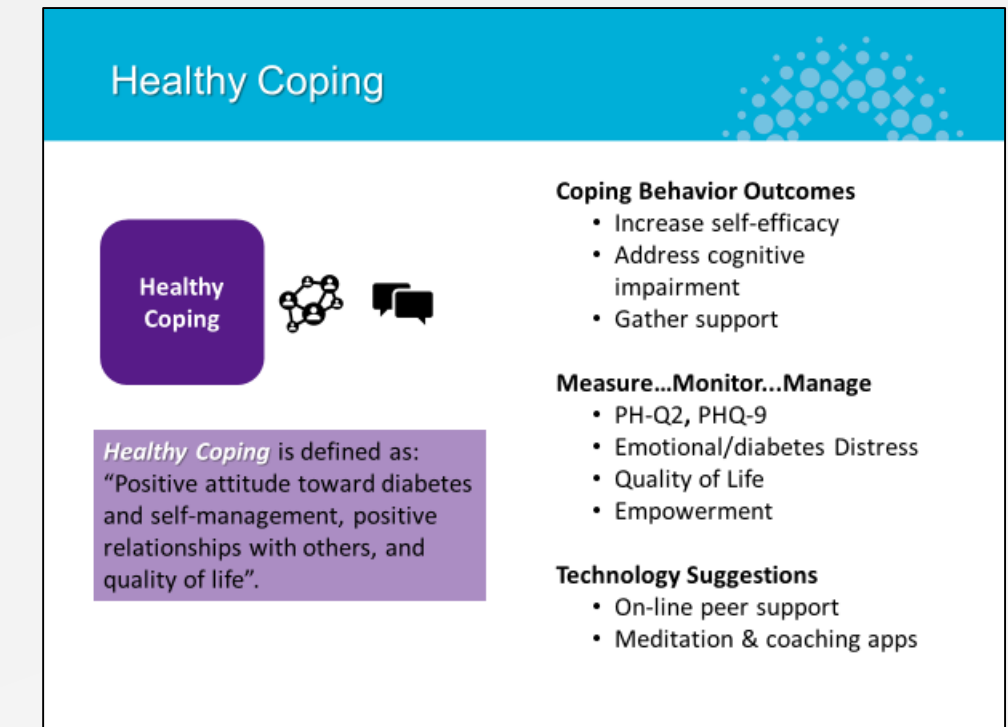 Healthy Coping
Healthy
Coping
Healthy Coping is defined as:
“Positive attitude toward diabetes
and self-management, positive
relationships with others, and
quality of life”.
Coping Behavior Outcomes
• Increase self-efficacy
• Address cognitive
impairment
• Gather support
Measure…Monitor...Manage
• PH-Q2, PHQ-9
• Emotional/diabetes Distress
• Quality of Life
• Empowerment
Technology Suggestions
• On-line peer support
• Meditation & coaching apps